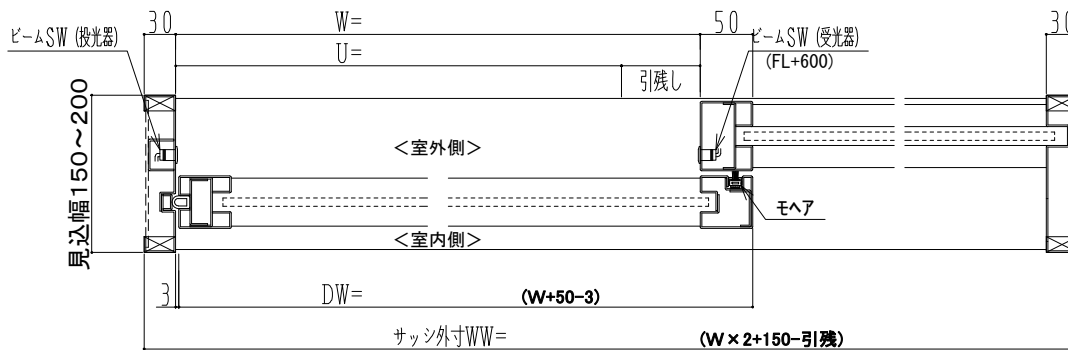 30 W= 50 30
ビームSW (投光器)
ビームSW (受光器)
(FL+600)
U=
引残し
見込幅150～200
＜室外側＞
モヘア
＜室内側＞
3 DW= (W+50-3)
サッシ外寸WW= (W×2+150-引残)